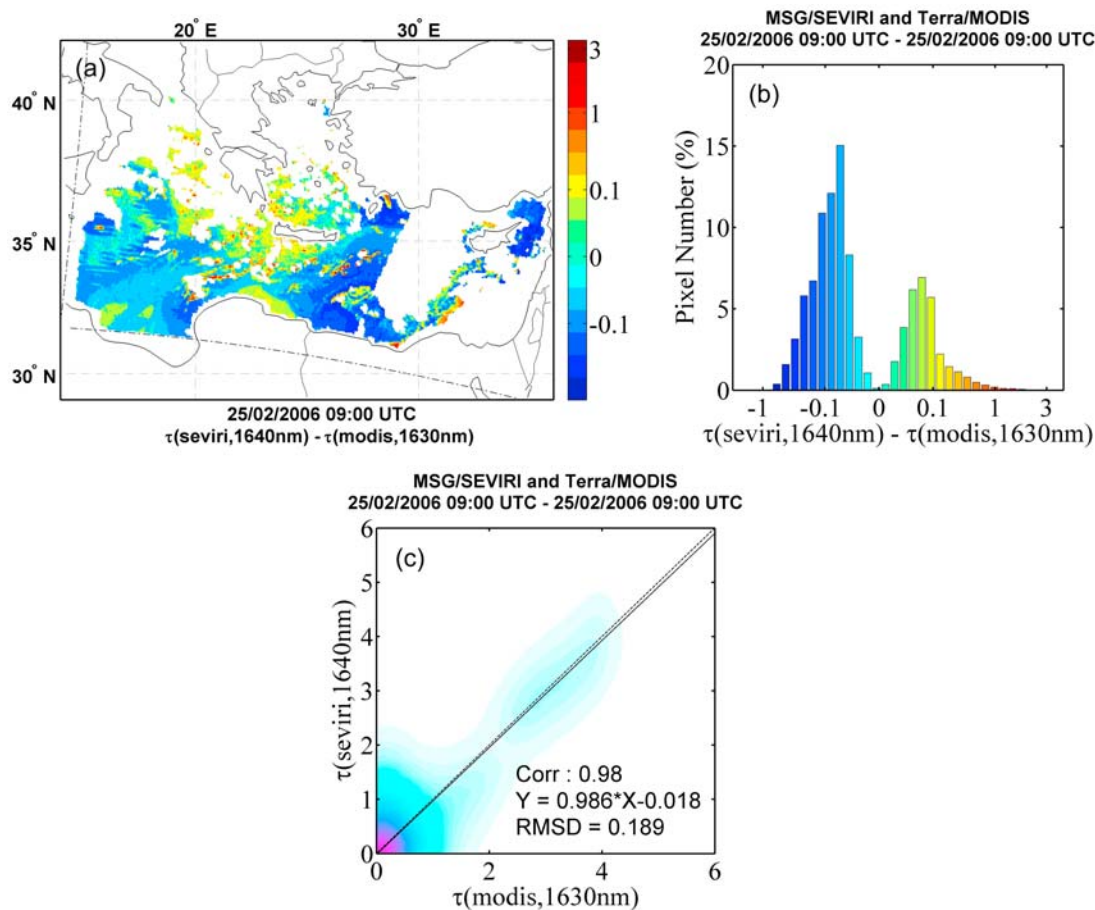 20° E 30° E
(a)
40° N
35° N
30° N
3
1
0.1
0
-0.1
25/02/2006 09:00 UTC
τ(seviri,1640nm) - τ(modis,1630nm)
MSG/SEVIRI and Terra/MODIS
25/02/2006 09:00 UTC - 25/02/2006 09:00 UTC
(b)
Pixel Number (%)
20
15
10
5
0
-1 -0.1 0 0.1 1 3
τ(seviri,1640nm) - τ(modis,1630nm)
MSG/SEVIRI and Terra/MODIS
25/02/2006 09:00 UTC - 25/02/2006 09:00 UTC
(c)
τ(seviri,1640nm)
6
5
4
3
2
1
0
Corr : 0.98
Y = 0.986*X-0.018
RMSD = 0.189
0 2 4 6
τ(modis,1630nm)